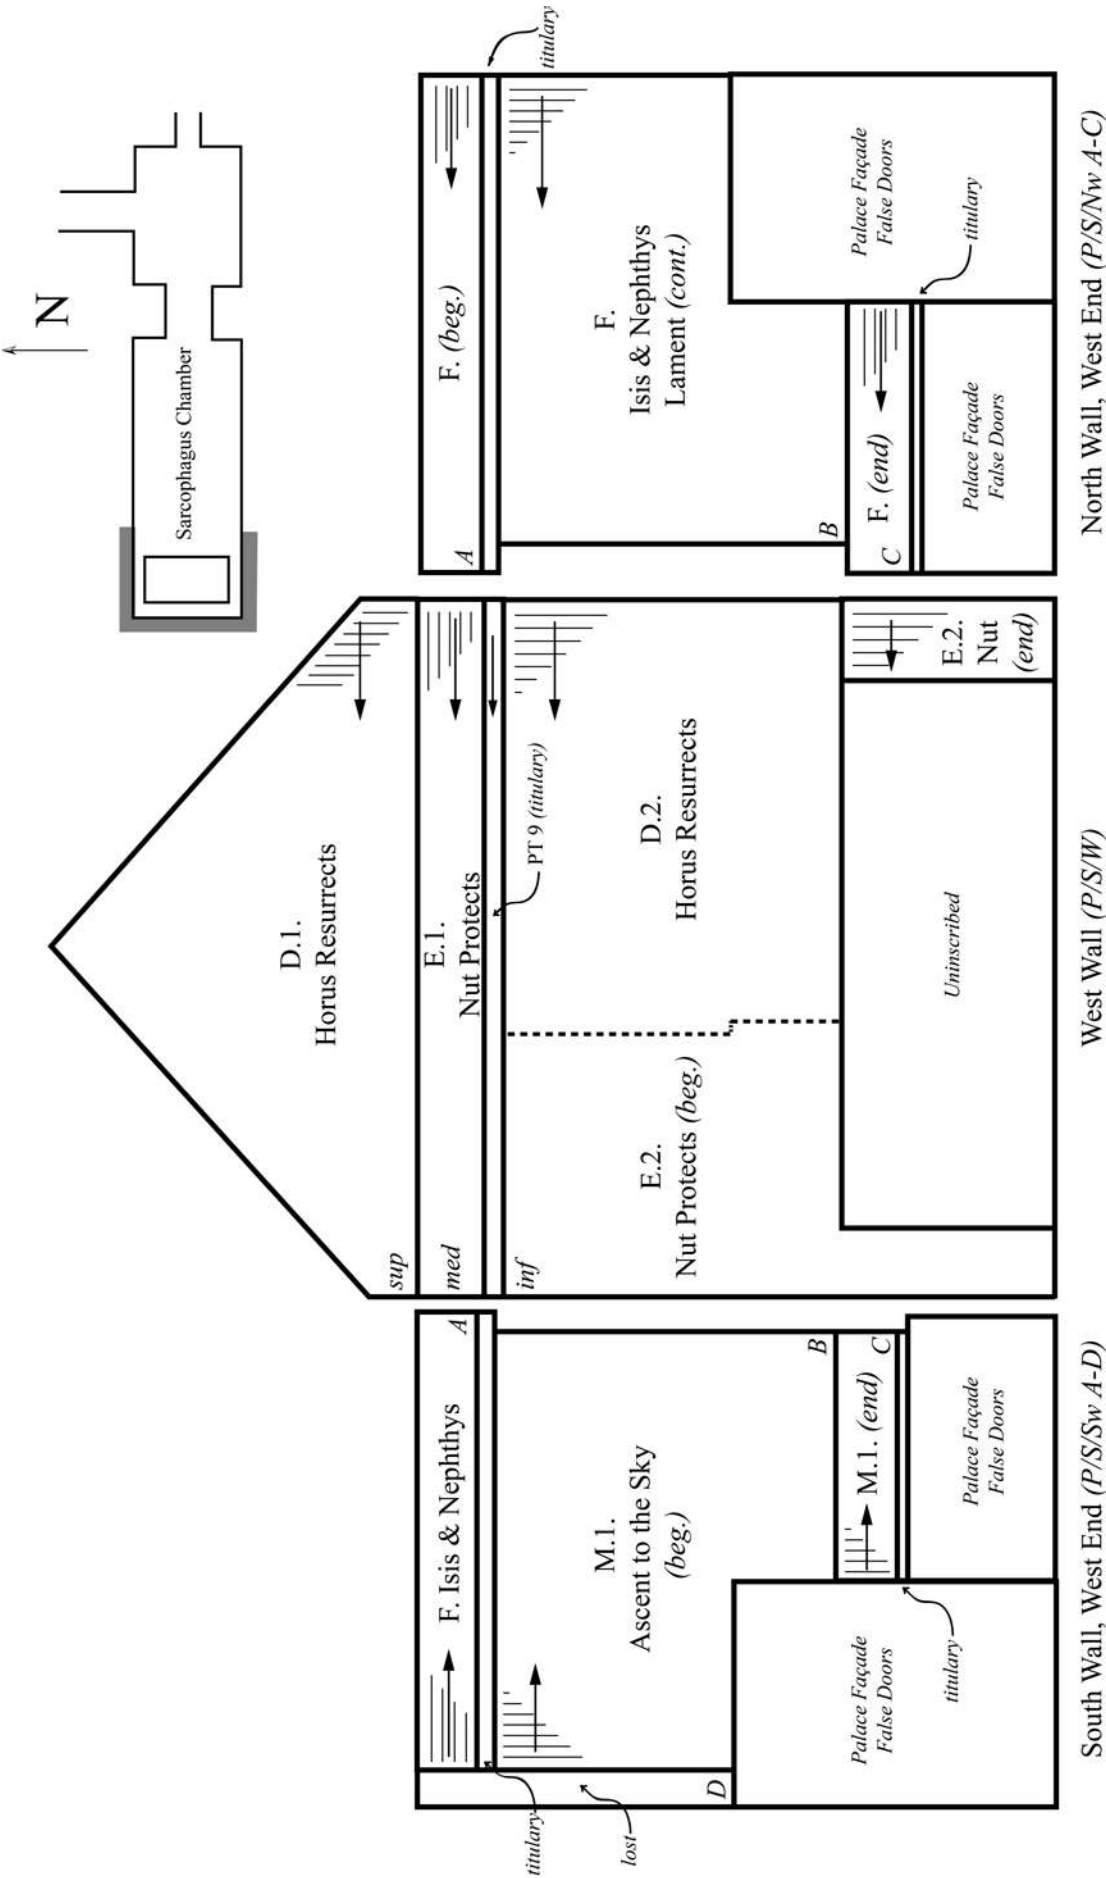 N
Sarcophagus Chamber
titulary
F. (beg.)
A
F.
Isis & Nephthys
Lament (cont.)
B
Palace Façade
False Doors
titulary
F. (end)
C
Palace Façade
False Doors
North Wall, West End (P/S/Nw A-C)
D.1.
Horus Resurrects
sup
E.1.
Nut Protects
med
PT 9 (titulary)
D.2.
Horus Resurrects
E.2.
Nut Protects (beg.)
inf
E.2.
Nut
(end)
Uninscribed
West Wall (P/S/W)
F. Isis & Nephthys
A
M.1.
Ascent to the Sky
(beg.)
B
M.1. (end)
C
Palace Façade
False Doors
Palace Façade
False Doors
titulary
D
titulary
lost
South Wall, West End (P/S/Sw A-D)